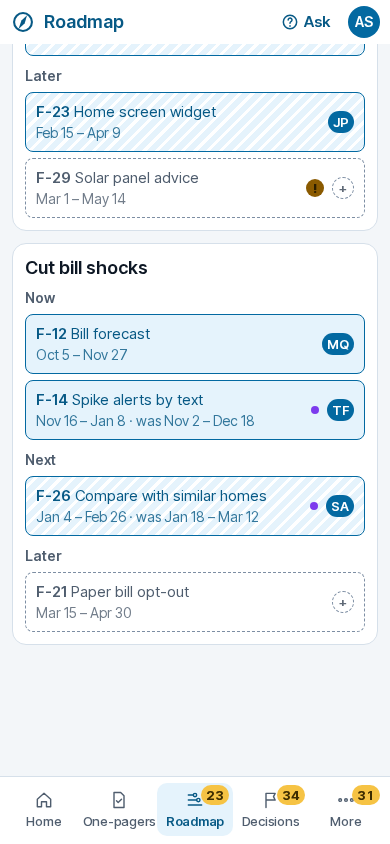 Roadmap
Ask
AS
Later
F-23 Home screen widget
Feb 15 – Apr 9
JP
F-29 Solar panel advice
Mar 1 – May 14
!
+
Cut bill shocks
Now
F-12 Bill forecast
Oct 5 – Nov 27
MQ
F-14 Spike alerts by text
Nov 16 – Jan 8 · was Nov 2 – Dec 18
TF
Next
F-26 Compare with similar homes
Jan 4 – Feb 26 · was Jan 18 – Mar 12
SA
Later
F-21 Paper bill opt-out
Mar 15 – Apr 30
+
23
34
31
Home
One-pagers
Roadmap
Decisions
More